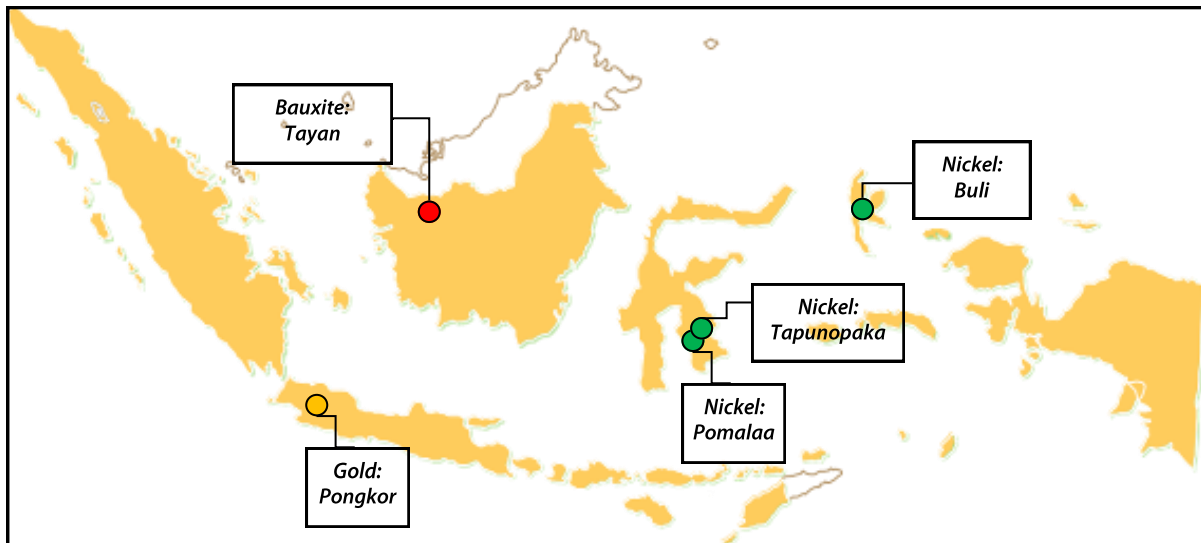 Bauxite:
Tayan
Nickel:
Buli
Nickel:
Tapunopaka
Nickel:
Pomalaa
Gold:
Pongkor